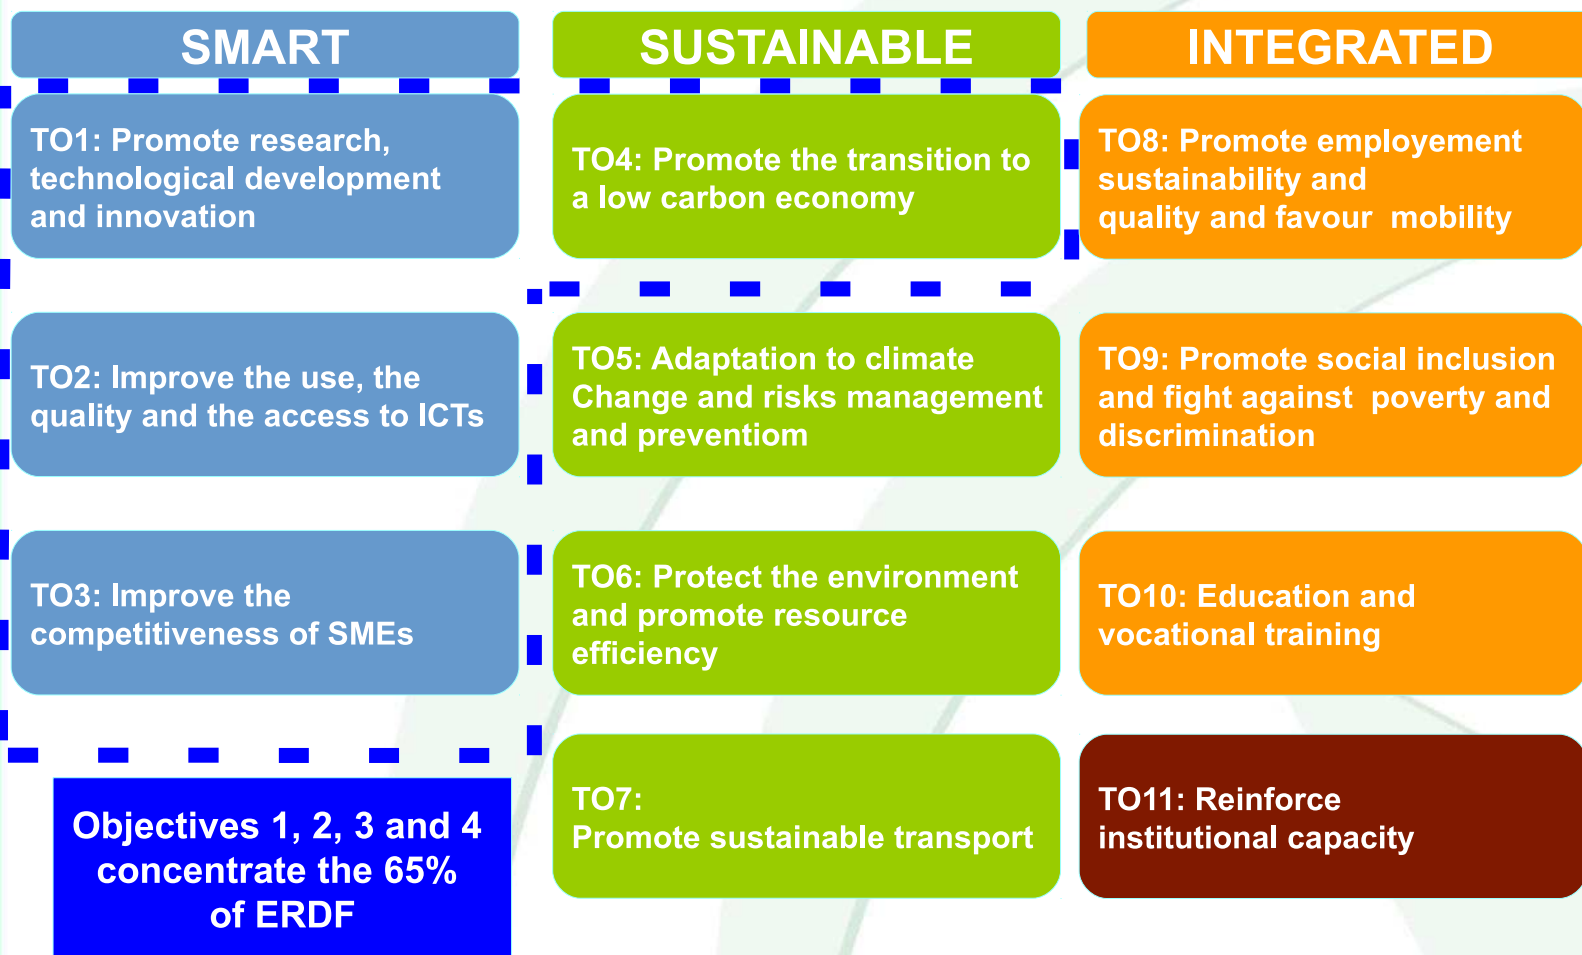 SMART
TO1: Promote research,
technological development
and innovation
TO2: Improve the use, the
quality and the access to ICTs
TO3: Improve the
competitiveness of SMEs
Objectives 1, 2, 3 and 4
concentrate the 65%
of ERDF
SUSTAINABLE
TO4: Promote the transition to
a low carbon economy
TO5: Adaptation to climate
Change and risks management
and preventiom
TO6: Protect the environment
and promote resource
efficiency
TO7:
Promote sustainable transport
INTEGRATED
TO8: Promote employement
sustainability and
quality and favour mobility
TO9: Promote social inclusion
and fight against poverty and
discrimination
TO10: Education and
vocational training
TO11: Reinforce
institutional capacity